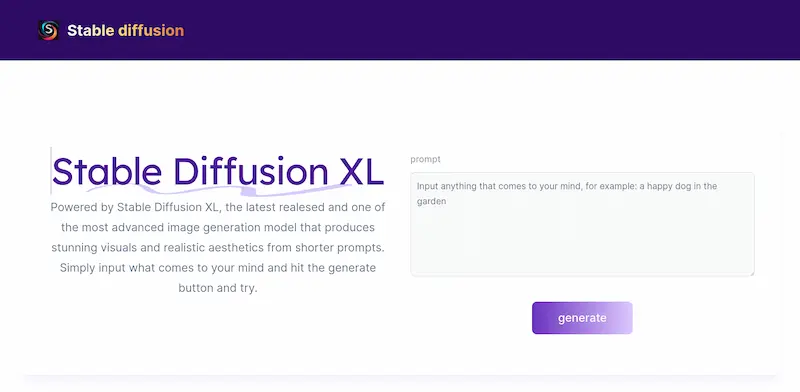 Stable diffusion
Stable Diffusion XL
Powered by Stable Diffusion XL, the latest realesed and one of
the most advanced image generation model that produces
stunning visuals and realistic aesthetics from shorter prompts.
Simply input what comes to your mind and hit the generate
button and try.
prompt
Input anything that comes to your mind, for example: a happy dog in the
garden
generate